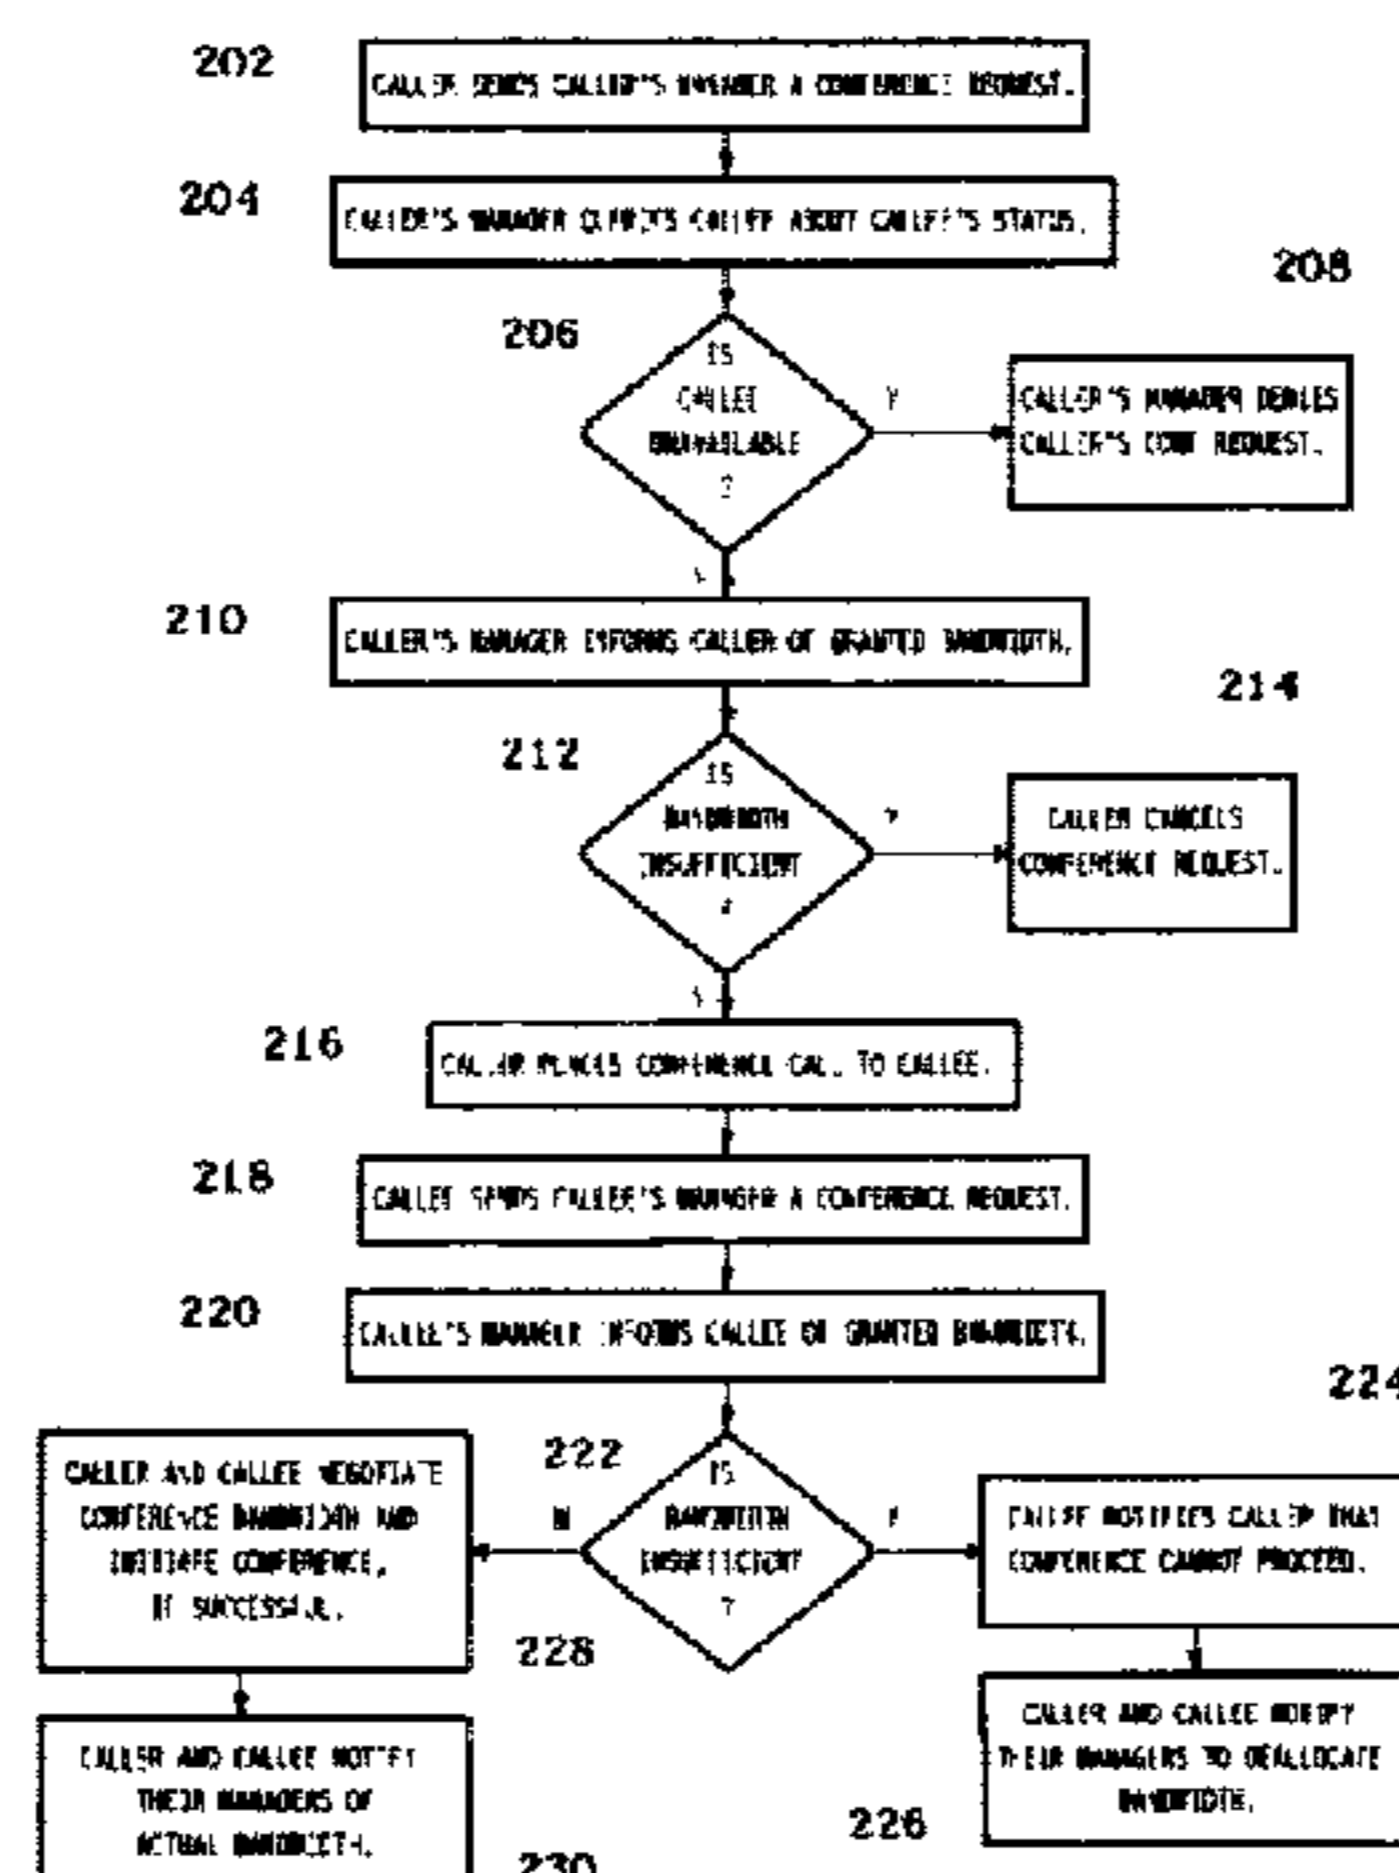 202
CALLER SENDS CALLER'S MANAGER A CONFERENCE REQUEST.
204
CALLER'S MANAGER QUERIES CALLEE ABOUT CALLEE'S STATUS.
208
206
IS
CALLEE
UNAVAILABLE
?
Y
CALLER'S MANAGER DENIES
CALLER'S CONF REQUEST.
210
CALLER'S MANAGER INFORMS CALLER OF GRANTED BANDWIDTH.
214
212
IS
BANDWIDTH
INSUFFICIENT
CALLER CANCELS
CONFERENCE REQUEST.
216
CALLER PLACES CONFERENCE CALL TO CALLEE.
218
CALLEE SENDS CALLEE'S MANAGER A CONFERENCE REQUEST.
220
CALLEE'S MANAGER INFORMS CALLEE OF GRANTED BANDWIDTH.
224
222
IS
BANDWIDTH
INSUFFICIENT
?
N
CALLER AND CALLEE NEGOTIATE
CONFERENCE BANDWIDTH AND
INITIATE CONFERENCE,
IF SUCCESSFUL.
CALLEE NOTIFIES CALLER THAT
CONFERENCE CANNOT PROCEED.
228
CALLER AND CALLEE NOTIFY
THEIR MANAGERS TO DEALLOCATE
BANDWIDTH.
CALLER AND CALLEE NOTIFY
THEIR MANAGERS OF
ACTUAL BANDWIDTH.
226
230